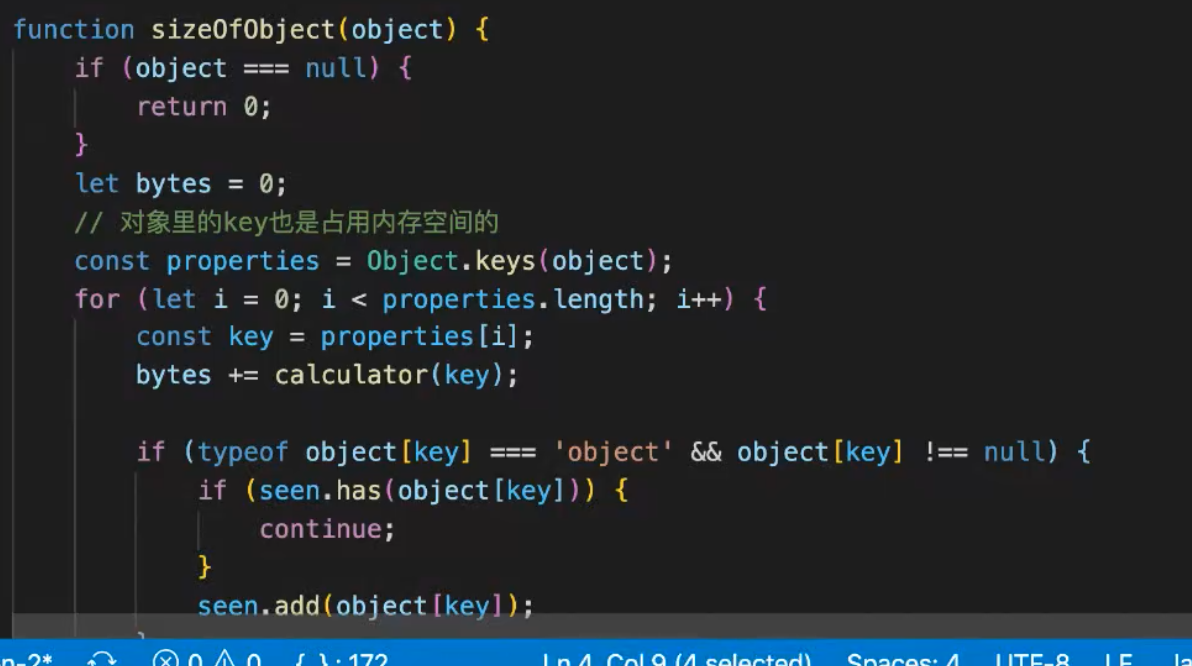 function sizeOfObject(object) {
    if (object === null) {
        return 0;
    }
    let bytes = 0;
    // 对象里的key也是占用内存空间的
    const properties = Object.keys(object);
    for (let i = 0; i < properties.length; i++) {
        const key = properties[i];
        bytes += calculator(key);

        if (typeof object[key] === 'object' && object[key] !== null) {
            if (seen.has(object[key])) {
                continue;
            }
            seen.add(object[key]);
        }
0 0 { }: 172 Ln 4, Col 9 (4 selected) Spaces: 4 UTF-8 LF